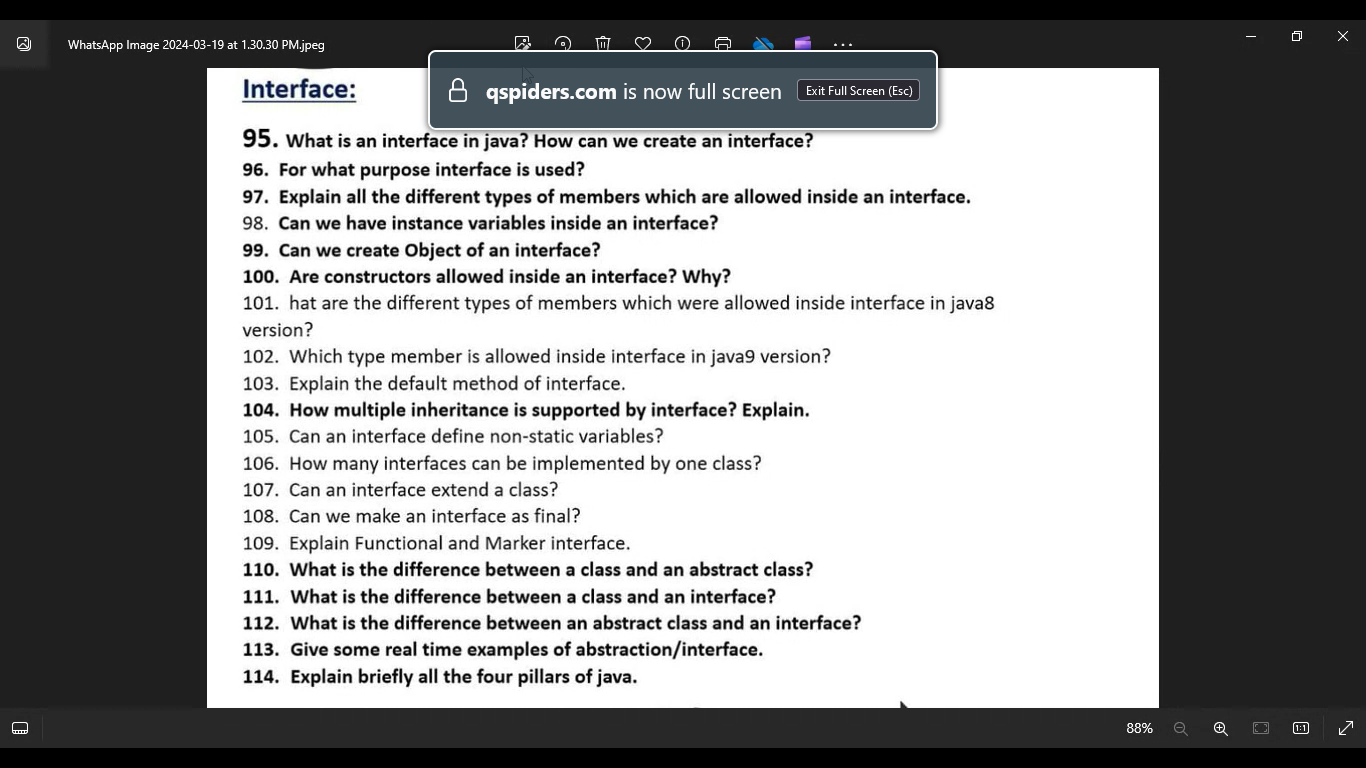 WhatsApp Image 2024-03-19 at 1.30.30 PM.jpeg
qspiders.com is now full screen Exit Full Screen (Esc)
Interface:
95. What is an interface in java? How can we create an interface?
96. For what purpose interface is used?
97. Explain all the different types of members which are allowed inside an interface.
98. Can we have instance variables inside an interface?
99. Can we create Object of an interface?
100. Are constructors allowed inside an interface? Why?
101. hat are the different types of members which were allowed inside interface in java8
version?
102. Which type member is allowed inside interface in java9 version?
103. Explain the default method of interface.
104. How multiple inheritance is supported by interface? Explain.
105. Can an interface define non-static variables?
106. How many interfaces can be implemented by one class?
107. Can an interface extend a class?
108. Can we make an interface as final?
109. Explain Functional and Marker interface.
110. What is the difference between a class and an abstract class?
111. What is the difference between a class and an interface?
112. What is the difference between an abstract class and an interface?
113. Give some real time examples of abstraction/interface.
114. Explain briefly all the four pillars of java.
88% 1:1